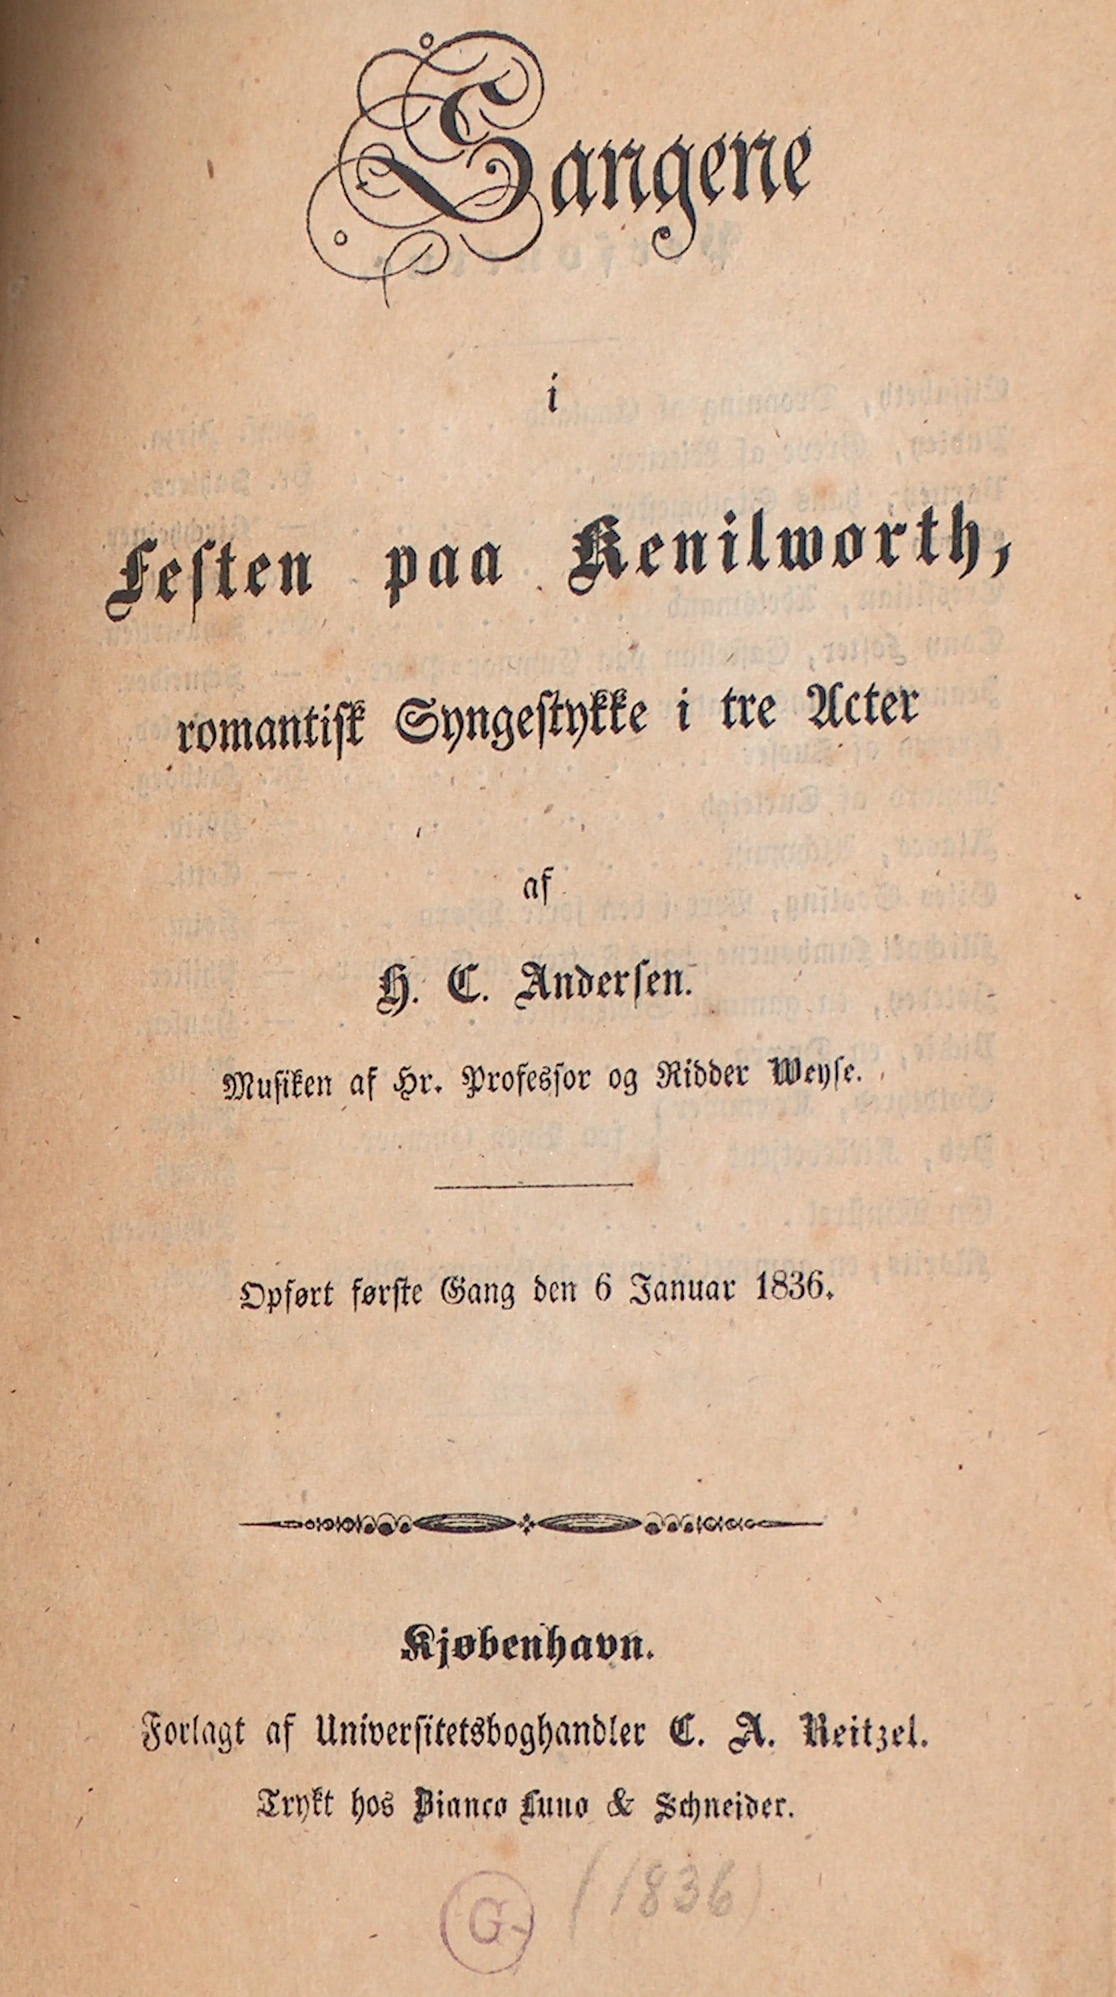 Sangene
i
Festen paa Kenilworth,
romantisk Syngestykke i tre Acter
af
H. C. Andersen.
Musiken af Hr. Professor og Ridder Weyse.
Opført første Gang den 6 Januar 1836.
Kjøbenhavn.
Forlagt af Universitetsboghandler C. A. Reitzel.
Trykt hos Bianco Luno & Schneider.
G (1836)